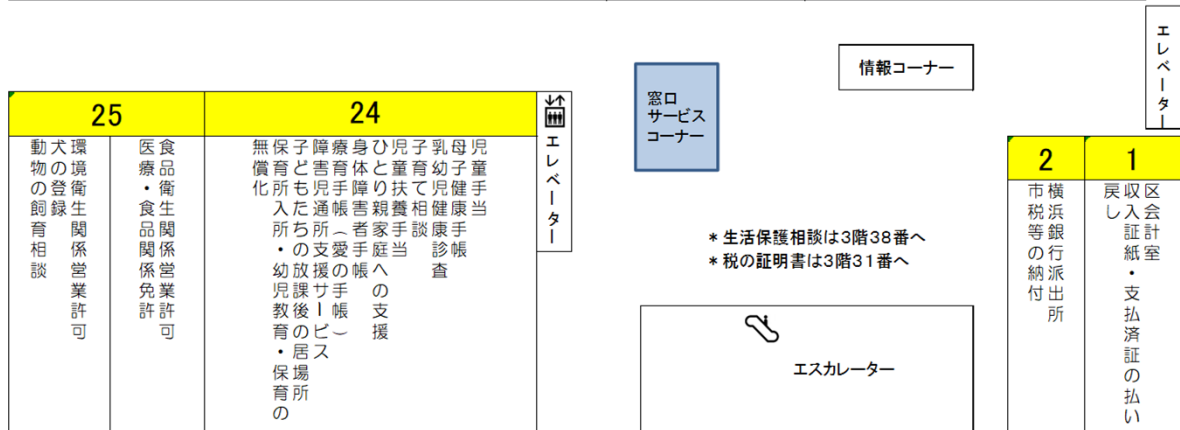 エレベーター
情報コーナー
窓口
サービス
コーナー
25
24
エレベーター
2
1
食品衛生関係営業許可
医療・食品関係免許
環境衛生関係営業許可
犬の登録
動物の飼育相談
児童手当
母子健康手帳
乳幼児健康診査
子育て相談
児童扶養手当
ひとり親家庭への支援
身体障害者手帳
療育手帳（愛の手帳）
障害児通所支援サービス
子どもたちの放課後の居場所
保育所入所・幼児教育・保育の
無償化
*生活保護相談は3階38番へ
*税の証明書は3階31番へ
エスカレーター
横浜銀行派出所
市税等の納付
区会計室
収入証紙・支払済証の払い
戻し